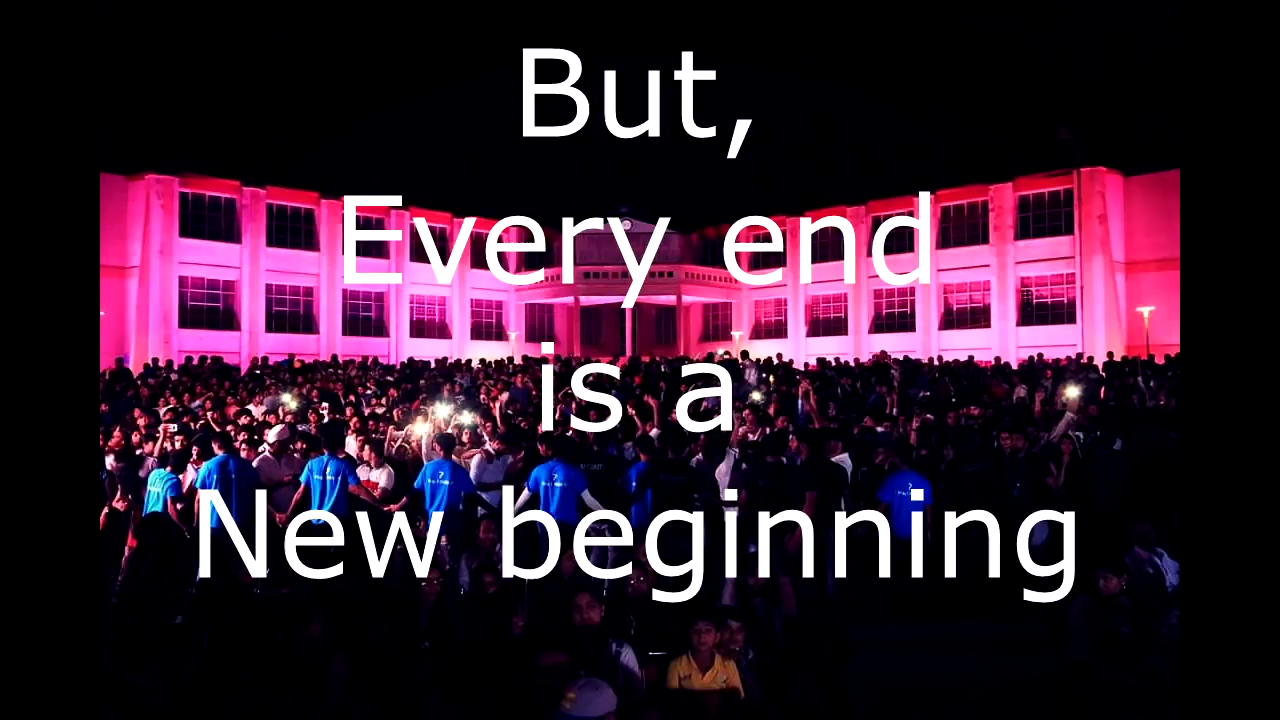 But,
Every end
is a
New beginning